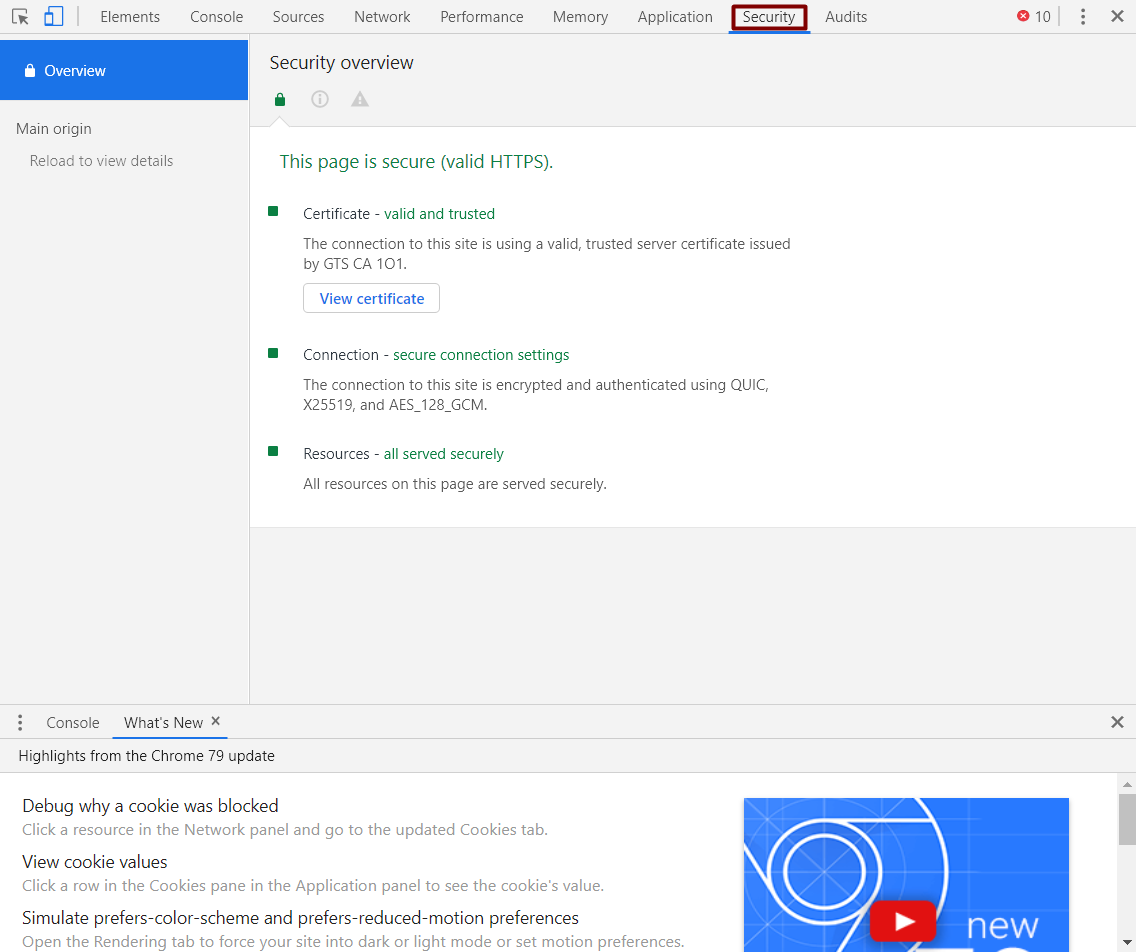 Elements Console Sources Network Performance Memory Application Security Audits 10
Overview
Main origin
Reload to view details
Security overview
This page is secure (valid HTTPS).
Certificate - valid and trusted
The connection to this site is using a valid, trusted server certificate issued
by GTS CA 1O1.
View certificate
Connection - secure connection settings
The connection to this site is encrypted and authenticated using QUIC,
X25519, and AES_128_GCM.
Resources - all served securely
All resources on this page are served securely.
Console What's New
Highlights from the Chrome 79 update
Debug why a cookie was blocked
Click a resource in the Network panel and go to the updated Cookies tab.
View cookie values
Click a row in the Cookies pane in the Application panel to see the cookie's value.
Simulate prefers-color-scheme and prefers-reduced-motion preferences
Open the Rendering tab to force your site into dark or light mode or set motion preferences.
new